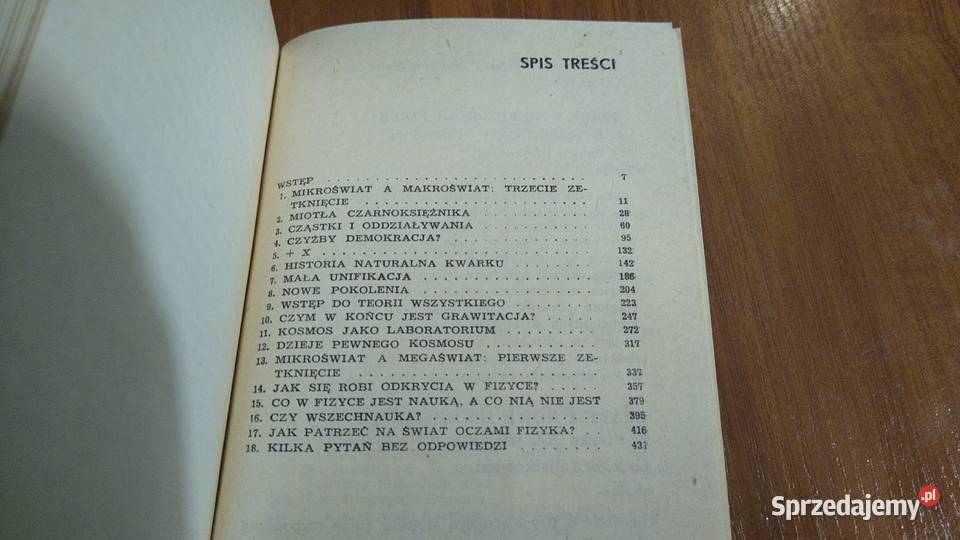 SPIS TREŚCI
WSTĘP . . . . . . . . . . . . . . . . . . . . . . 7
1. MIKROŚWIAT A MAKROŚWIAT: TRZECIE ZE-
TKNIĘCIE . . . . . . . . . . . . . . . . . . . 11
2. MIOTŁA CZARNOKSIĘŻNIKA . . . . . . . . . 28
3. CZĄSTKI I ODDZIAŁYWANIA . . . . . . . . . 60
4. CZYŻBY DEMOKRACJA? . . . . . . . . . . . 95
5. + X . . . . . . . . . . . . . . . . . . . . . 132
6. HISTORIA NATURALNA KWARKU . . . . . . . 142
7. MAŁA UNIFIKACJA . . . . . . . . . . . . . . 186
8. NOWE POKOLENIA . . . . . . . . . . . . . . 204
9. WSTĘP DO TEORII WSZYSTKIEGO . . . . . . 223
10. CZYM W KOŃCU JEST GRAWITACJA? . . . . 247
11. KOSMOS JAKO LABORATORIUM . . . . . . . 272
12. DZIEJE PEWNEGO KOSMOSU . . . . . . . . 317
13. MIKROŚWIAT A MEGAŚWIAT: PIERWSZE ZE-
TKNIĘCIE . . . . . . . . . . . . . . . . . . 337
14. JAK SIĘ ROBI ODKRYCIA W FIZYCE? . . . . . 357
15. CO W FIZYCE JEST NAUKĄ, A CO NIĄ NIE JEST 379
16. CZY WSZECHNAUKA? . . . . . . . . . . . . 395
17. JAK PATRZEĆ NA ŚWIAT OCZAMI FIZYKA? . . 416
18. KILKA PYTAŃ BEZ ODPOWIEDZI . . . . . . .
Sprzedajemy.pl